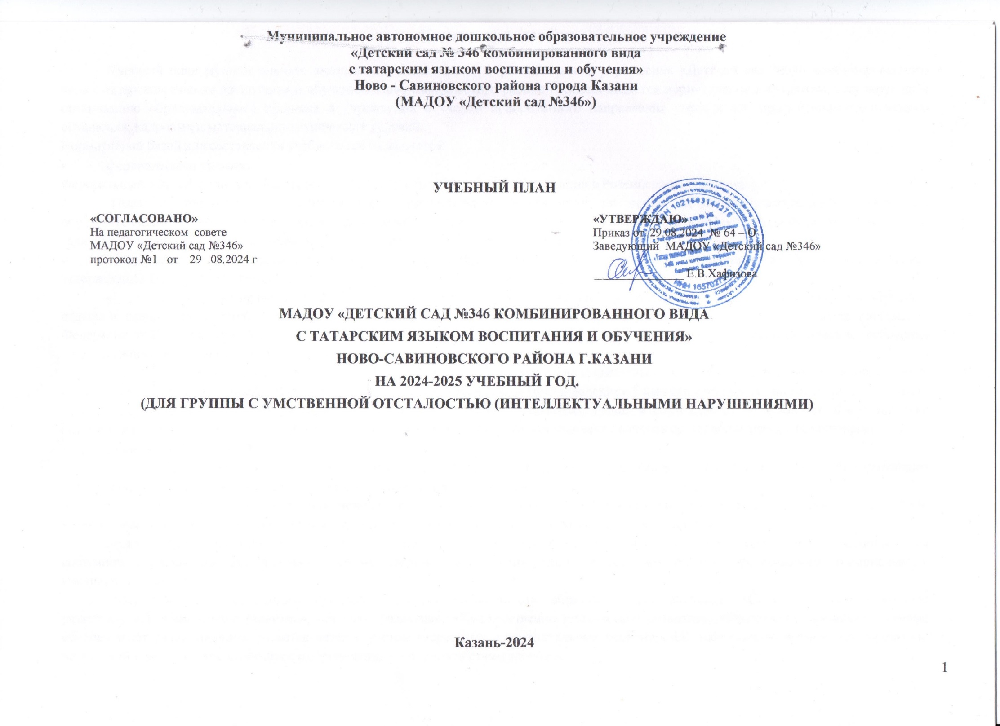 Муниципальное автономное дошкольное образовательное учреждение
«Детский сад № 346 комбинированного вида
с татарским языком воспитания и обучения»
Ново - Савиновского района города Казани
(МАДОУ «Детский сад №346»)
УЧЕБНЫЙ ПЛАН
«СОГЛАСОВАНО»
На педагогическом совете
МАДОУ «Детский сад №346»
протокол №1 от 29 .08.2024 г
«УТВЕРЖДАЮ»
Приказ от 29.08.2024 № 64 – О
Заведующий МАДОУ «Детский сад №346»
Е.В.Хафизова
ОГРН 1021603144276
МАДОУ «ДЕТСКИЙ САД №346 КОМБИНИРОВАННОГО ВИДА
С ТАТАРСКИМ ЯЗЫКОМ ВОСПИТАНИЯ И ОБУЧЕНИЯ»
НОВО-САВИНОВСКОГО РАЙОНА Г.КАЗАНИ
НА 2024-2025 УЧЕБНЫЙ ГОД.
(ДЛЯ ГРУППЫ С УМСТВЕННОЙ ОТСТАЛОСТЬЮ (ИНТЕЛЛЕКТУАЛЬНЫМИ НАРУШЕНИЯМИ)
Казань-2024
1